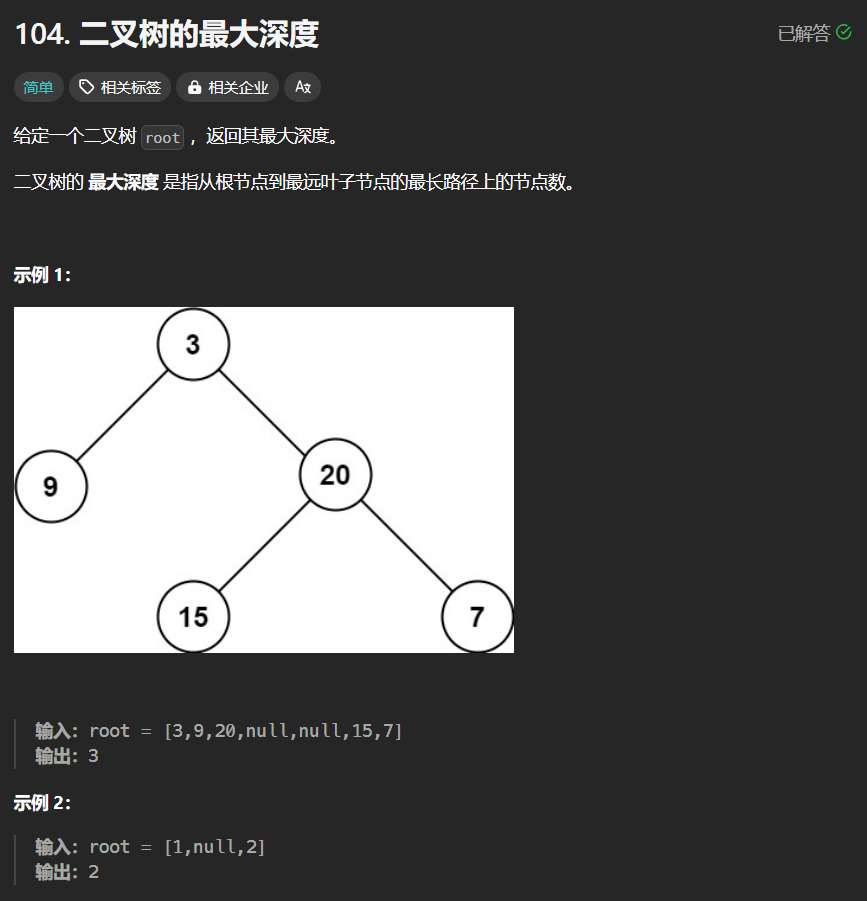 104. 二叉树的最大深度
已解答
简单 相关标签 相关企业 Aあ
给定一个二叉树 root ，返回其最大深度。
二叉树的 最大深度 是指从根节点到最远叶子节点的最长路径上的节点数。
示例 1：
3
9
20
15
7
输入：root = [3,9,20,null,null,15,7]
输出：3
示例 2：
输入：root = [1,null,2]
输出：2